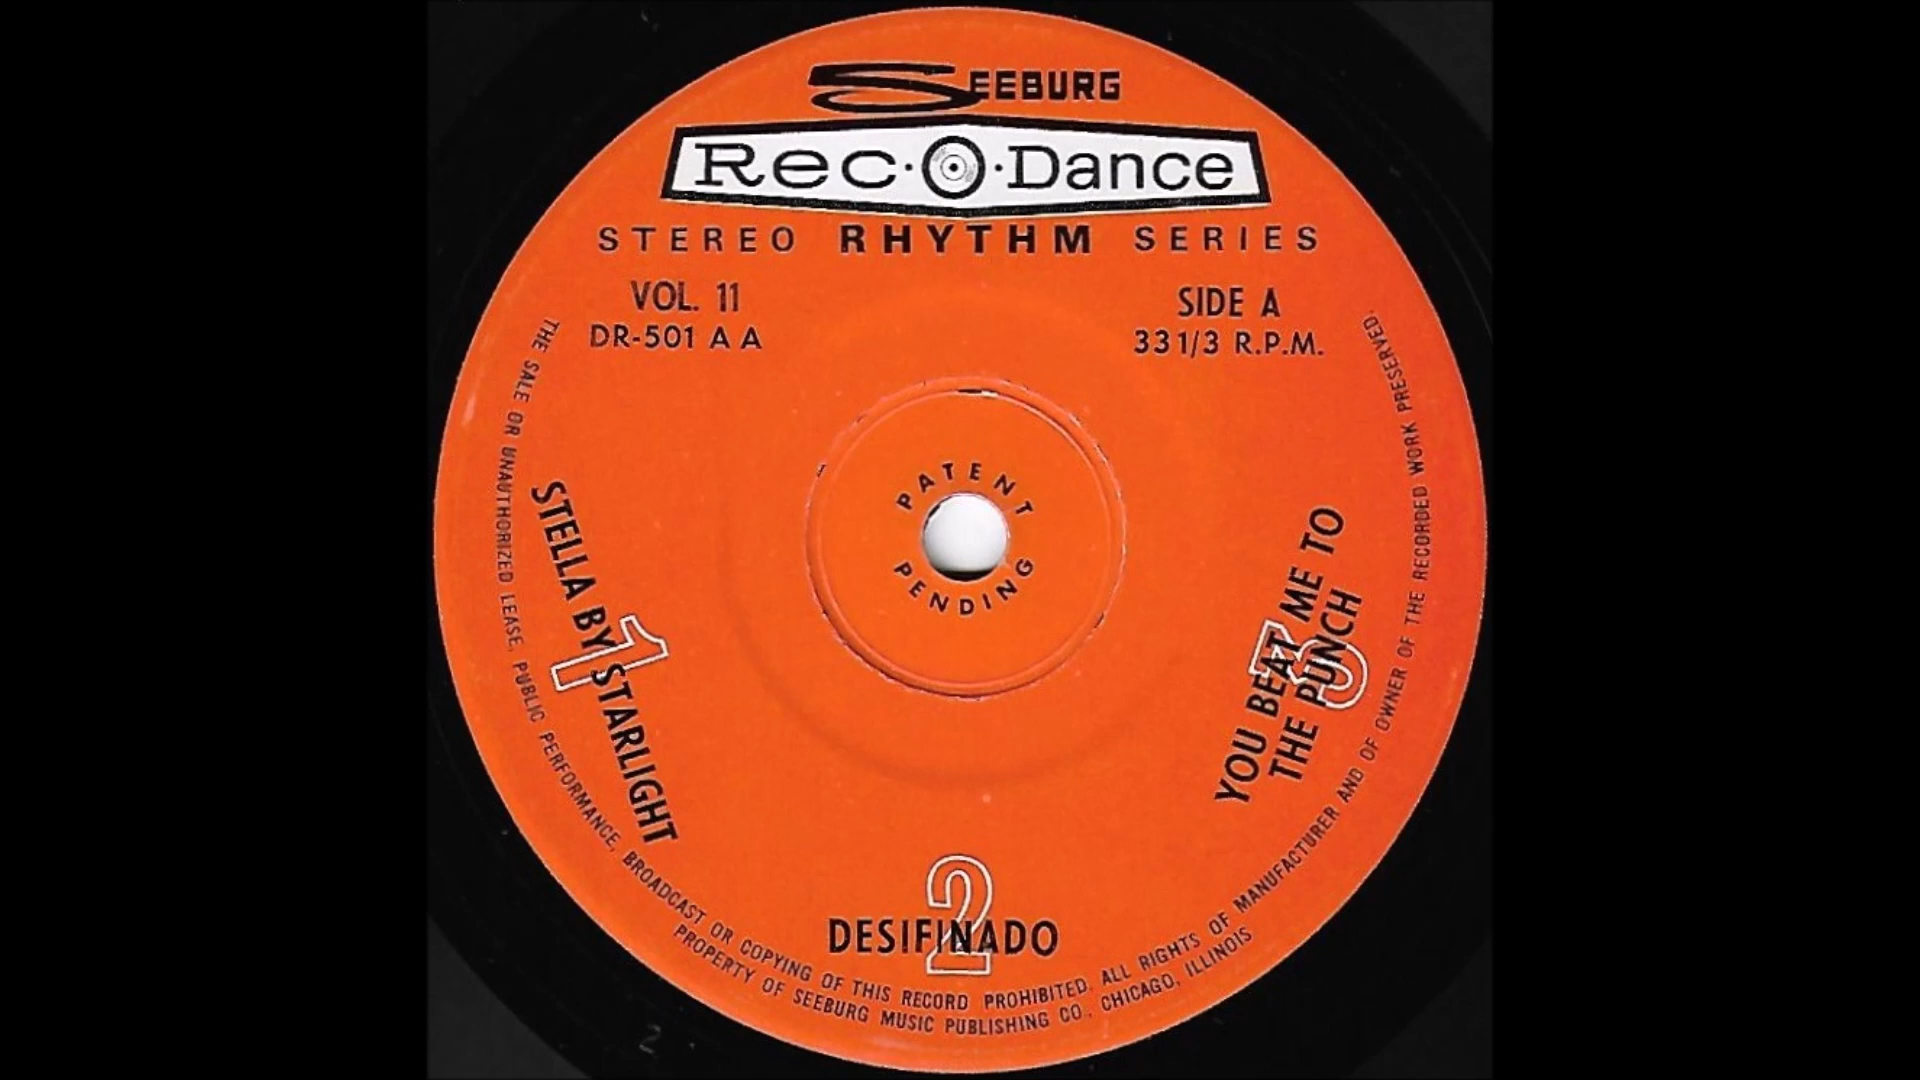 SEEBURG
Rec·O·Dance
STEREO RHYTHM SERIES
VOL. 11
DR-501 A A
SIDE A
33 1/3 R.P.M.
PATENT
PENDING
1
STELLA BY STARLIGHT
2
DESIFINADO
3
YOU BEAT ME TO
THE PUNCH
THE SALE OR UNAUTHORIZED LEASE, PUBLIC PERFORMANCE, BROADCAST OR COPYING OF THIS RECORD PROHIBITED. ALL RIGHTS OF MANUFACTURER AND OF OWNER OF THE RECORDED WORK PRESERVED.
PROPERTY OF SEEBURG MUSIC PUBLISHING CO., CHICAGO, ILLINOIS
2